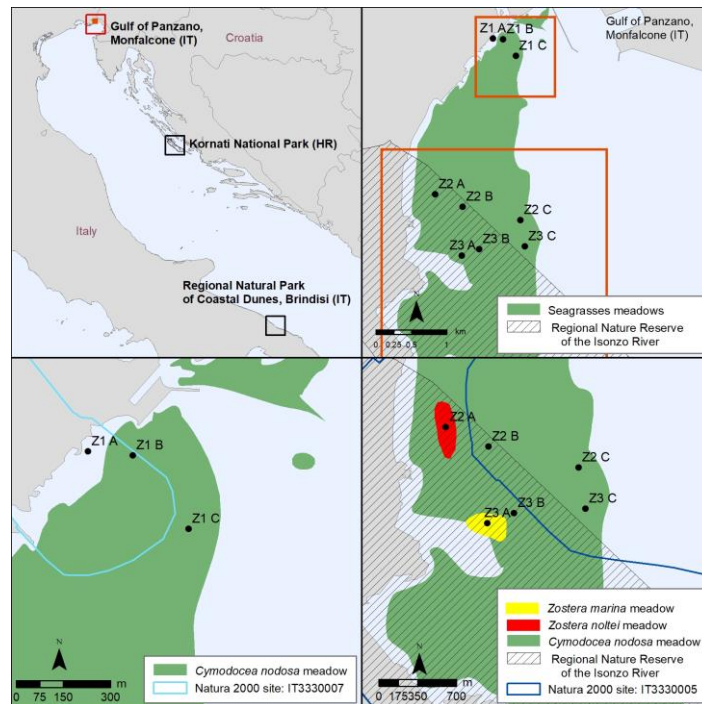 Gulf of Panzano,
Monfalcone (IT)
Croatia
Kornati National Park (HR)
Italy
Regional Natural Park
of Coastal Dunes, Brindisi (IT)
Gulf of Panzano,
Monfalcone (IT)
Z1 A
Z1 B
Z1 C
Z2 A
Z2 B
Z2 C
Z3 B
Z3 C
Z3 A
N
0 0.25 0.5 1
km
Seagrasses meadows
Regional Nature Reserve
of the Isonzo River
Z1 A
Z1 B
Z1 C
N
m
0 75 150 300
Cymodocea nodosa meadow
Natura 2000 site: IT3330007
Z2 A
Z2 B
Z2 C
Z3 A
Z3 B
Z3 C
N
m
0 175350 700
Zostera marina meadow
Zostera noltei meadow
Cymodocea nodosa meadow
Regional Nature Reserve
of the Isonzo River
Natura 2000 site: IT3330005